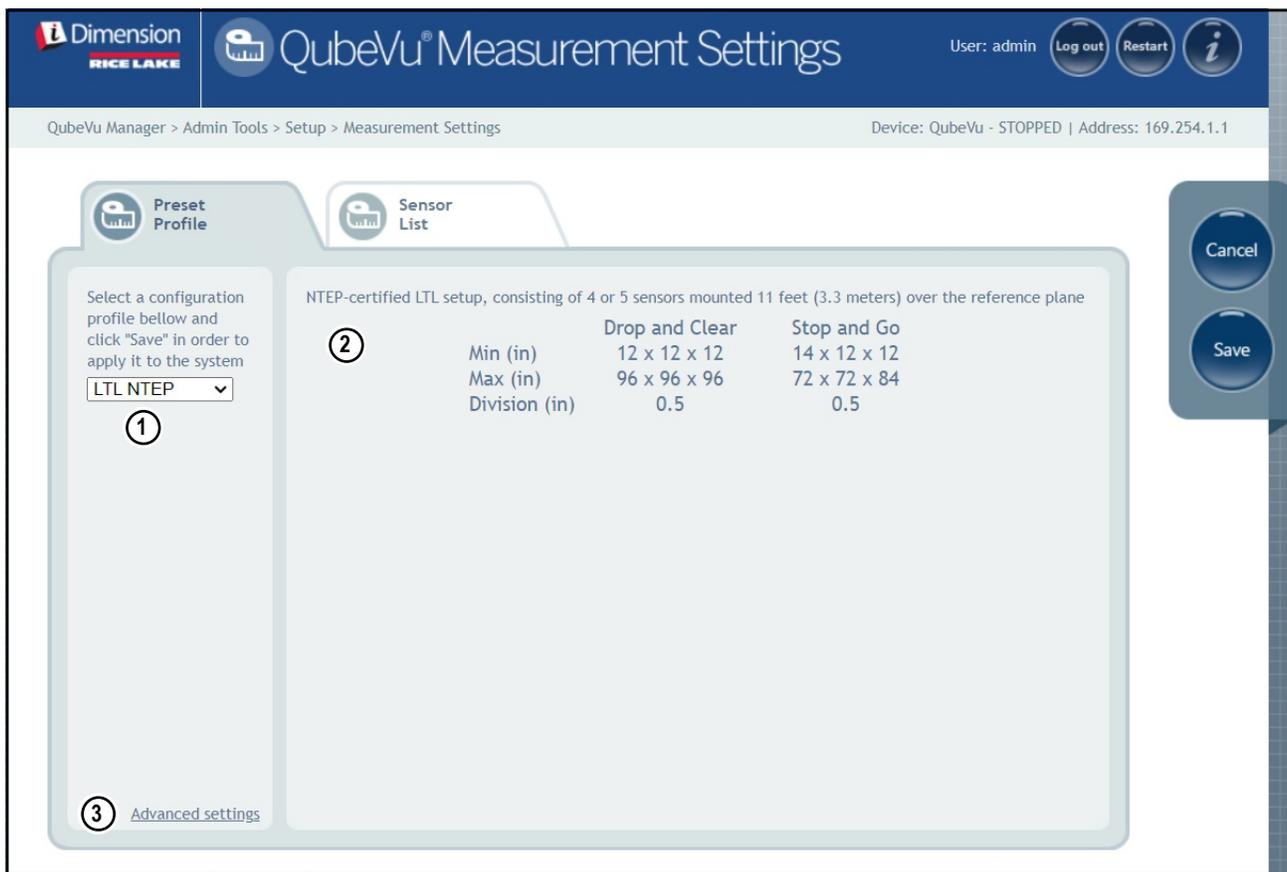 i Dimension
RICE LAKE
QubeVu® Measurement Settings
User: admin
Log out
Restart
i
QubeVu Manager > Admin Tools > Setup > Measurement Settings
Device: QubeVu - STOPPED | Address: 169.254.1.1
Preset
Profile
Sensor
List
Cancel
Save
Select a configuration
profile bellow and
click "Save" in order to
apply it to the system
LTL NTEP
1
NTEP-certified LTL setup, consisting of 4 or 5 sensors mounted 11 feet (3.3 meters) over the reference plane
2
Drop and Clear Stop and Go
Min (in) 12 x 12 x 12 14 x 12 x 12
Max (in) 96 x 96 x 96 72 x 72 x 84
Division (in) 0.5 0.5
3 Advanced settings